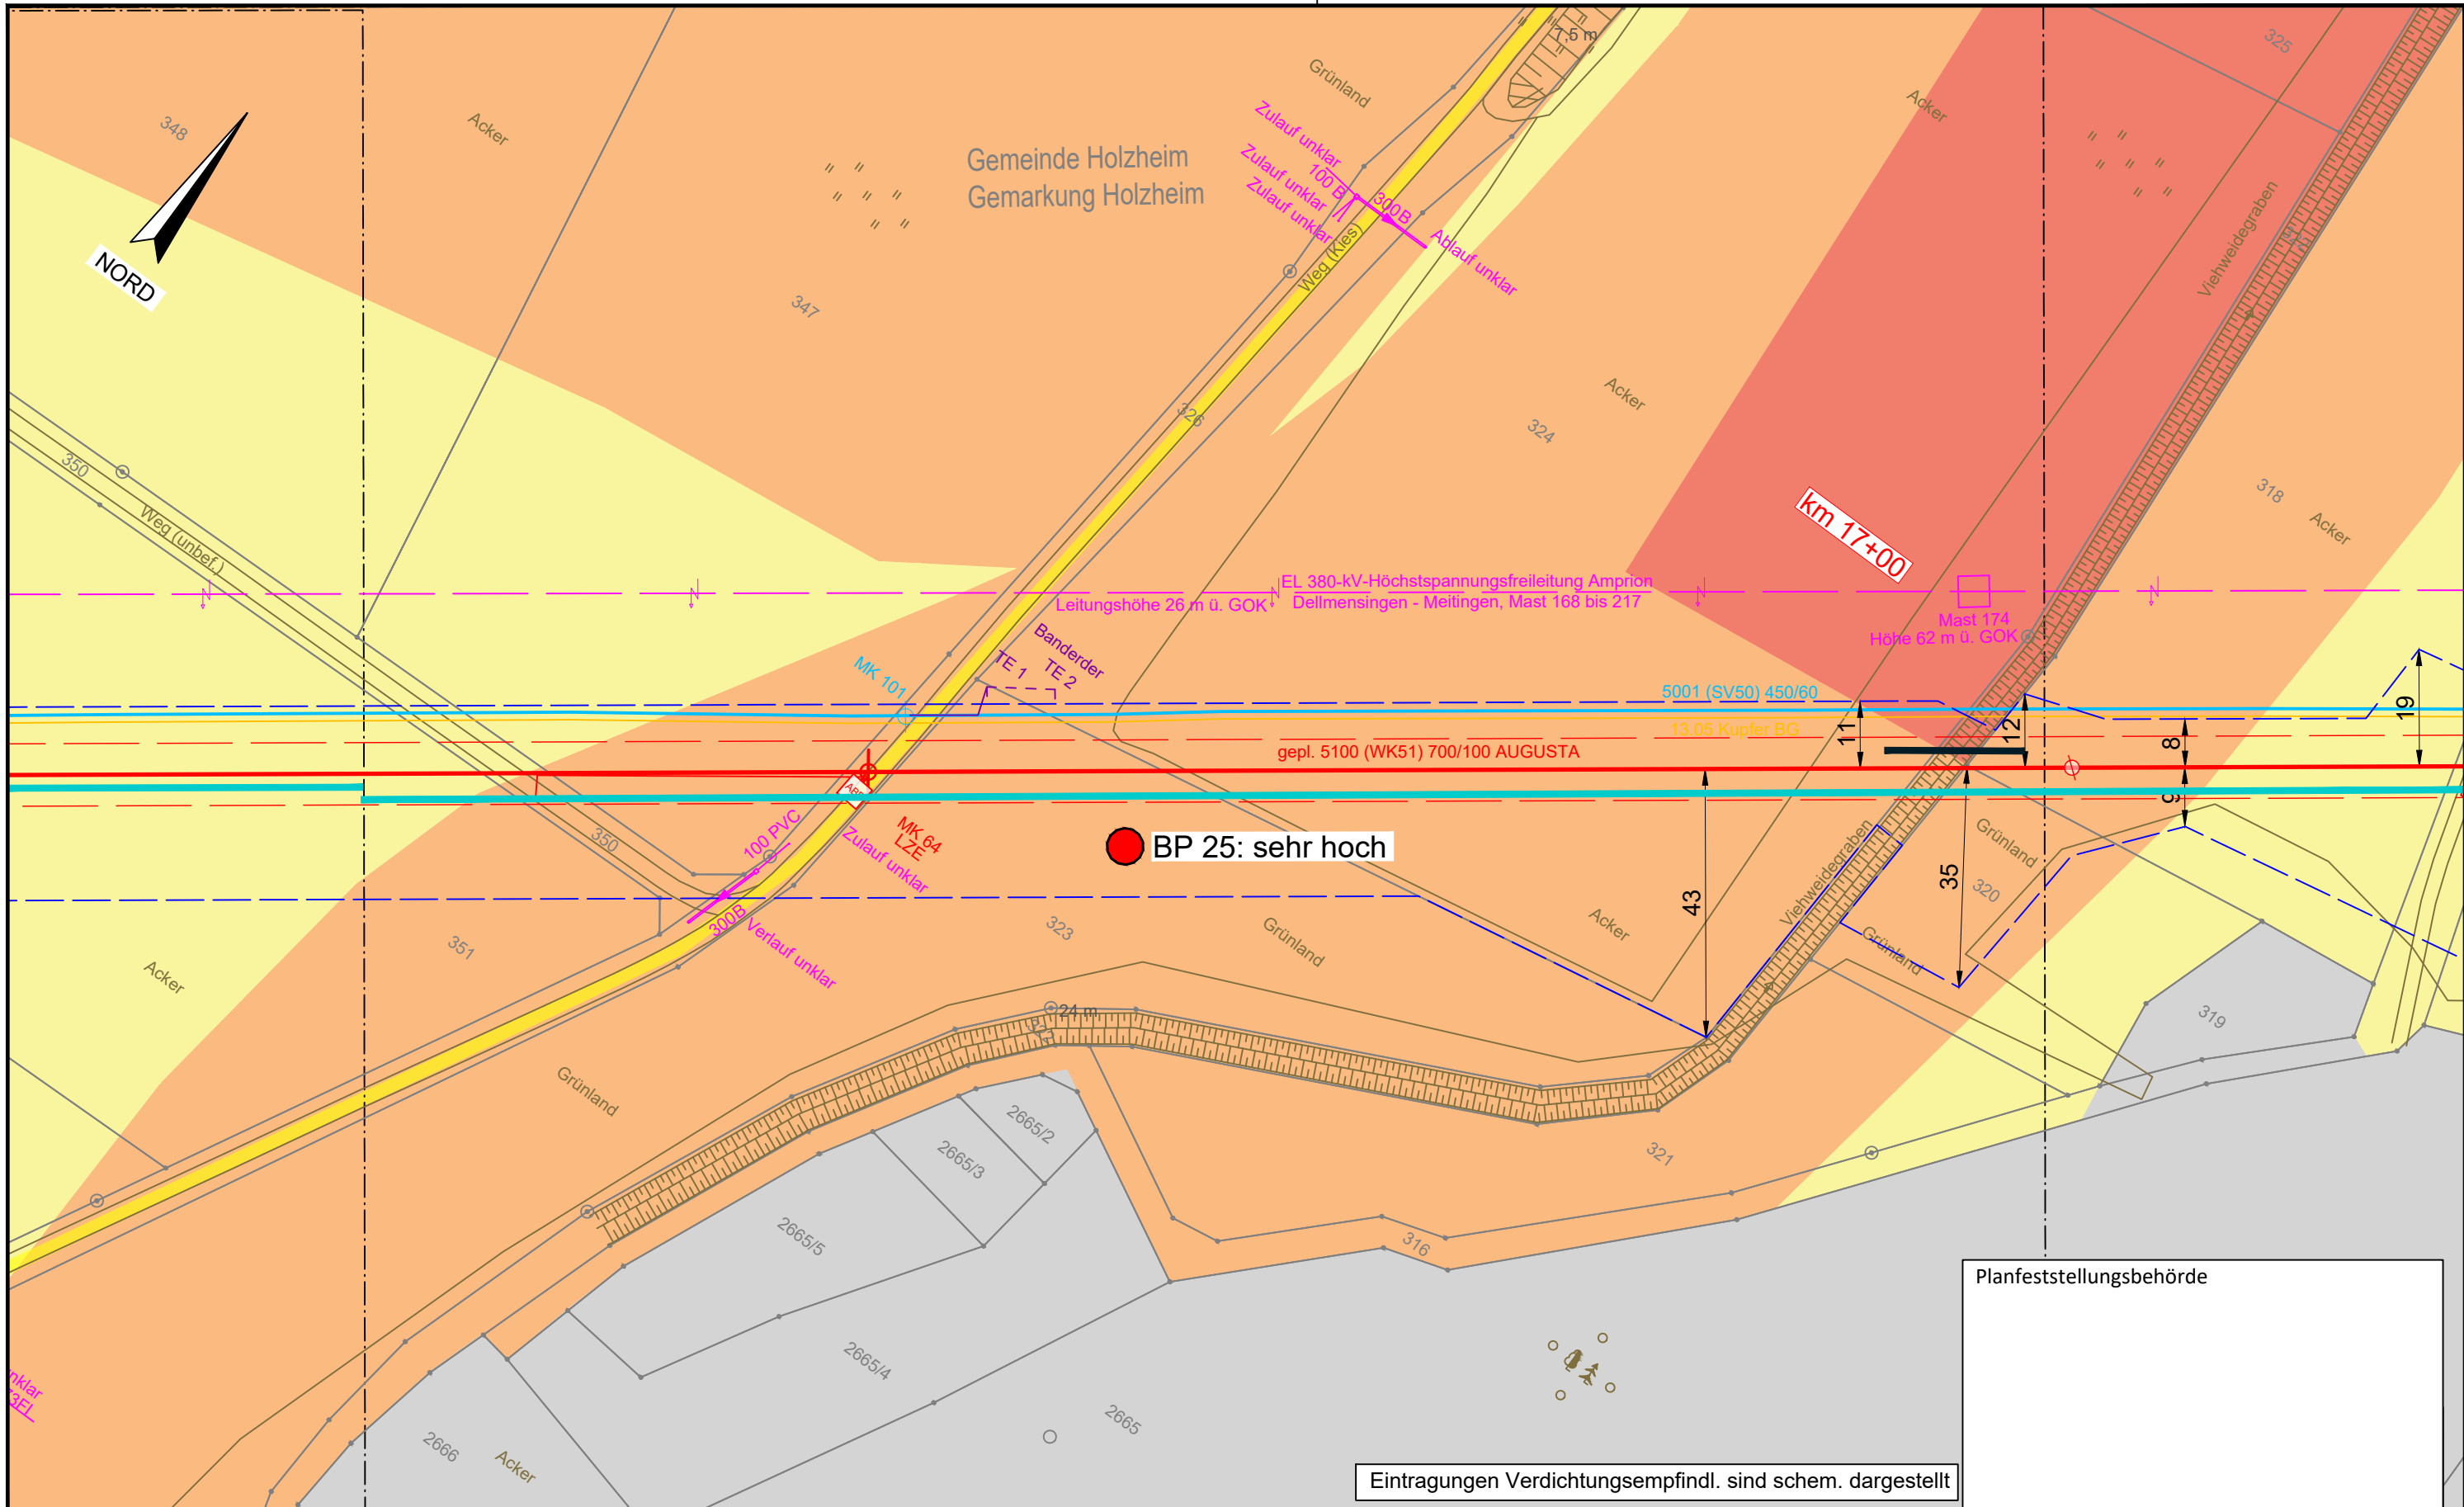 7,5 m
325
Grünland
Acker
348
Acker
Zulauf unklar
100 B
Zulauf unklar
Zulauf unklar
300B
Ablauf unklar
Gemeinde Holzheim
Gemarkung Holzheim
Weg (Kies)
Viehweidegraben
NORD
347
326
324
Acker
350
Weg (unbef.)
km 17+00
318
Acker
EL 380-kV-Höchstspannungsfreileitung Amprion
Leitungshöhe 26 m ü. GOK
Dellmensingen - Meitingen, Mast 168 bis 217
Mast 174
Höhe 62 m ü. GOK
Banderder
TE 1
TE 2
MK 101
5001 (SV50) 450/60
13.05 Kupfer BG
gepl. 5100 (WK51) 700/100 AUGUSTA
11
12
8
19
9
100 PVC
Zulauf unklar
MK 64
LZE
BP 25: sehr hoch
350
Viehweidegraben
Grünland
320
35
43
300B
Verlauf unklar
351
Acker
323
Grünland
Acker
Grünland
24 m
322
319
Grünland
2665/2
2665/3
321
2665/5
316
Planfeststellungsbehörde
2665/4
2665
2666
Acker
Eintragungen Verdichtungsempfindl. sind schem. dargestellt